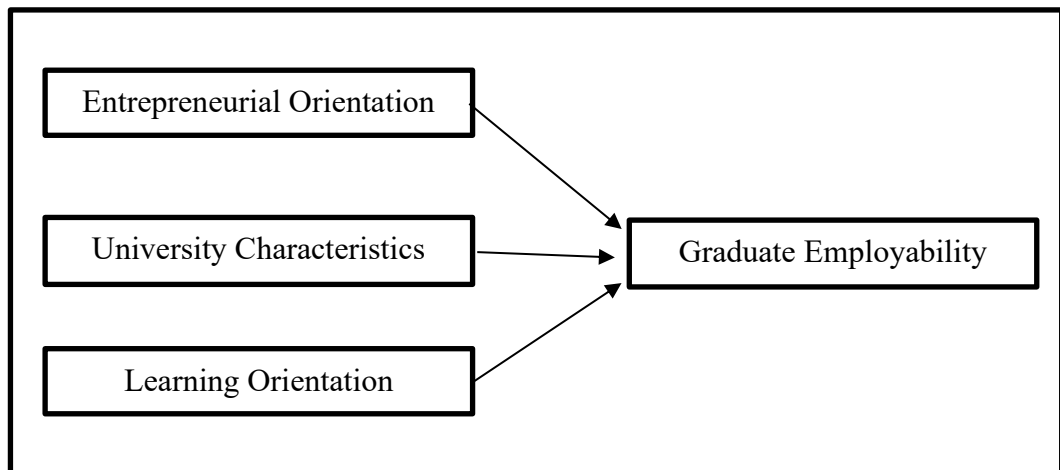 Entrepreneurial Orientation
University Characteristics
Graduate Employability
Learning Orientation